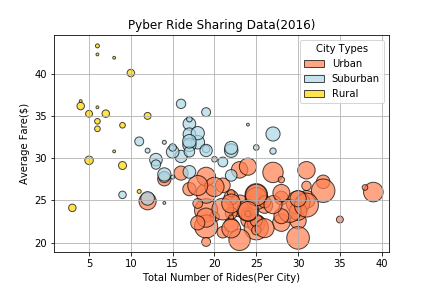 Pyber Ride Sharing Data(2016)
City Types
Urban
Suburban
Rural
Average Fare($)
40
35
30
25
20
5 10 15 20 25 30 35 40
Total Number of Rides(Per City)